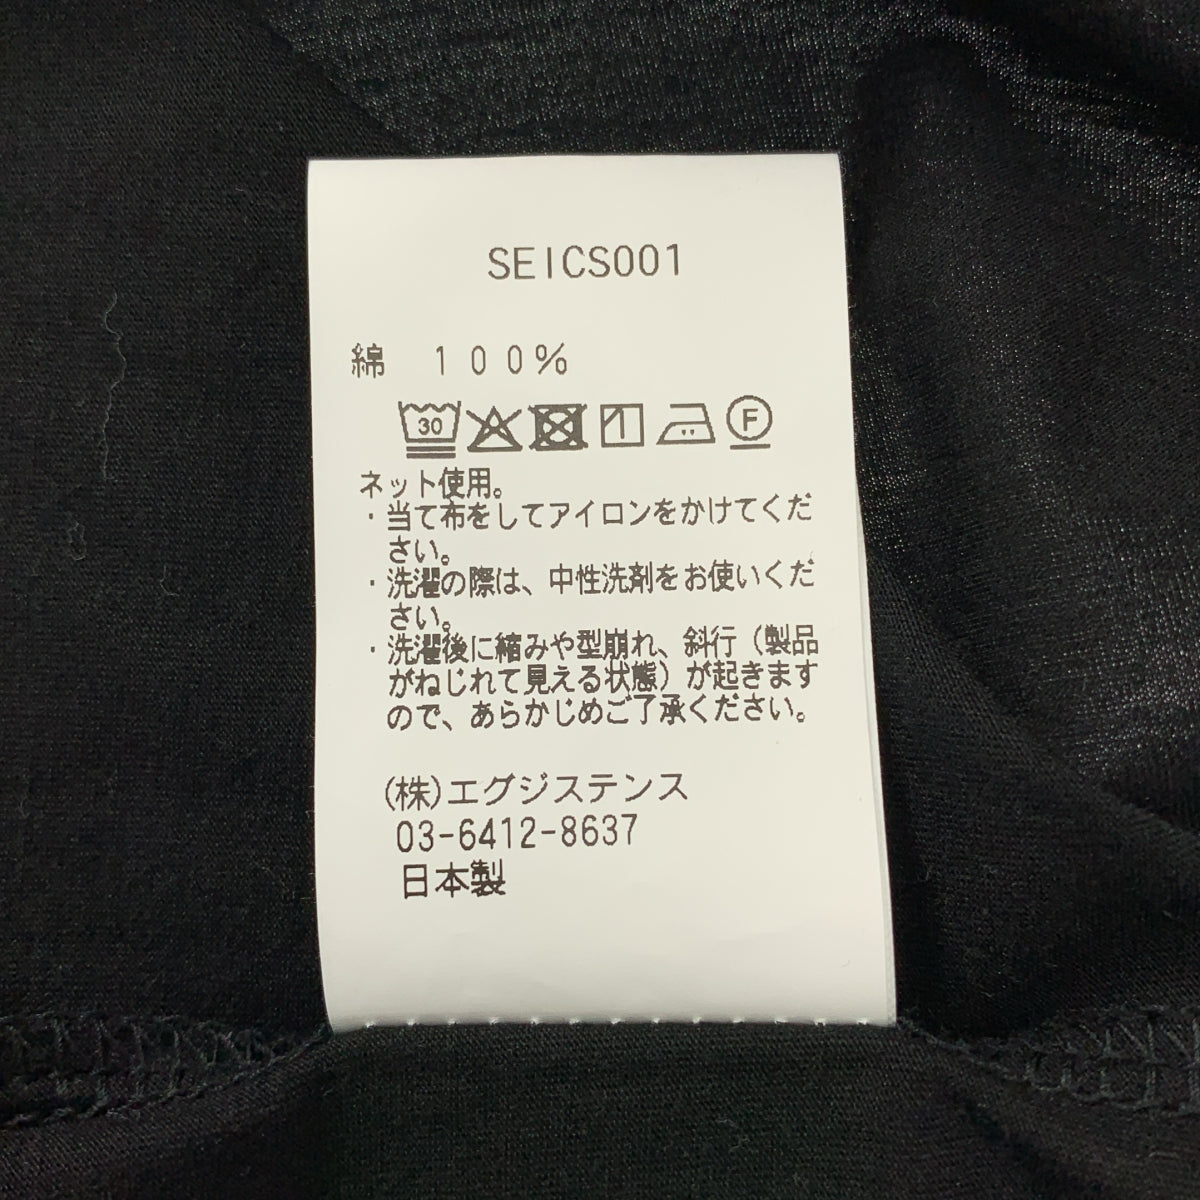 SEICS001
綿 100%
30 F
ネット使用。
・当て布をしてアイロンをかけてくだ
さい。
・洗濯の際は、中性洗剤をお使いくだ
さい。
・洗濯後に縮みや型崩れ、斜行（製品
がねじれて見える状態）が起きます
ので、あらかじめご了承ください。
(株)エグジステンス
03-6412-8637
日本製